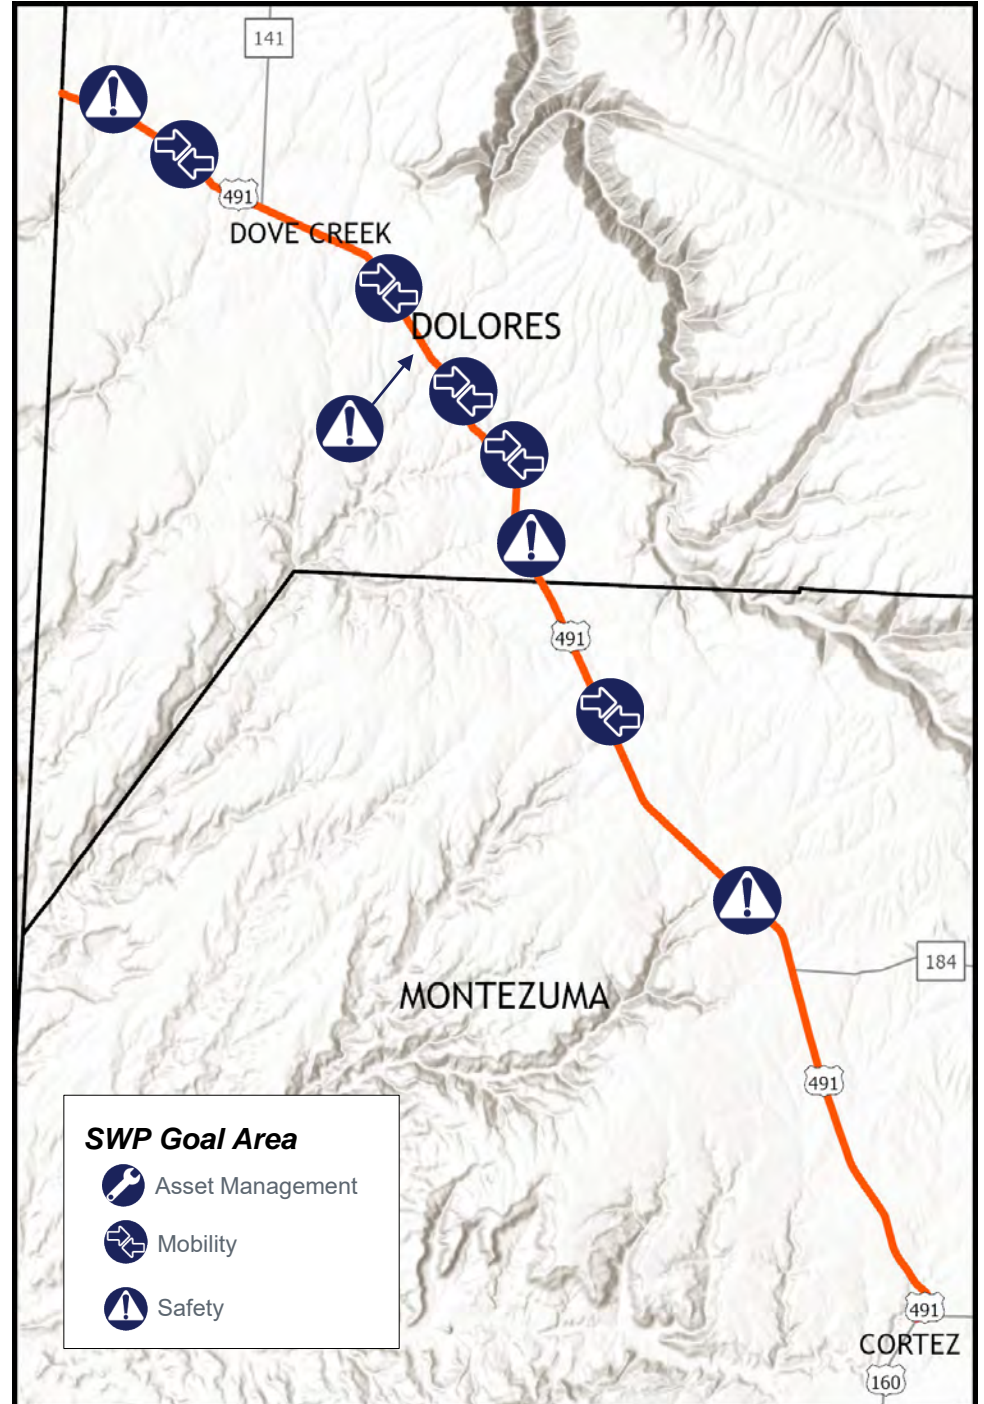 141
491
DOVE CREEK
DOLORES
491
184
MONTEZUMA
491
SWP Goal Area
Asset Management
Mobility
Safety
491
CORTEZ
160